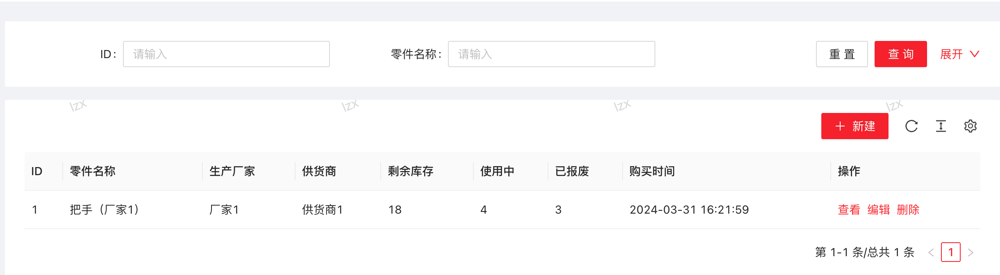 ID: 请输入 零件名称: 请输入 重置 查询 展开
lzx lzx lzx lzx
新建
ID 零件名称 生产厂家 供货商 剩余库存 使用中 已报废 购买时间 操作
1 把手（厂家1） 厂家1 供货商1 18 4 3 2024-03-31 16:21:59 查看 编辑 删除
第 1-1 条/总共 1 条 < 1 >